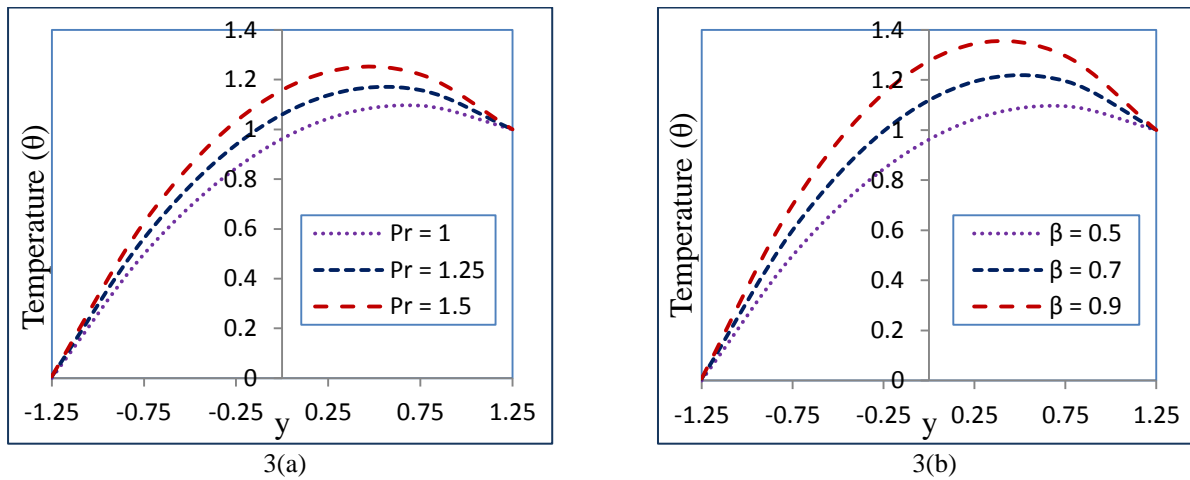 1.4
1.2
1
0.8
0.6
0.4
0.2
0
-1.25 -0.75 -0.25 0.25 0.75 1.25
Temperature (θ)
y
Pr = 1
Pr = 1.25
Pr = 1.5
3(a)
1.4
1.2
1
0.8
0.6
0.4
0.2
0
-1.25 -0.75 -0.25 0.25 0.75 1.25
Temperature (θ)
y
β = 0.5
β = 0.7
β = 0.9
3(b)